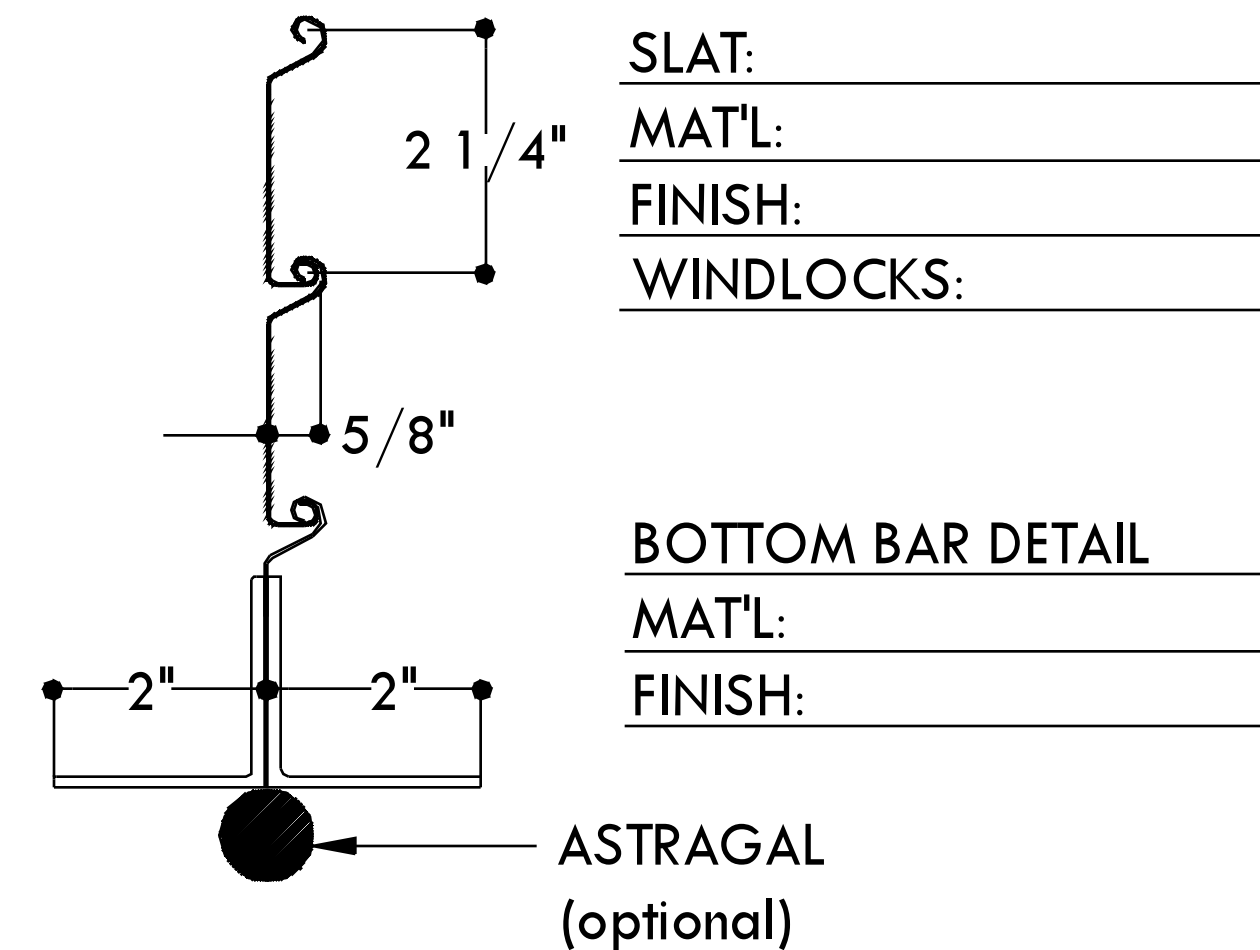 SLAT:
2 1/4"
MAT'L:
FINISH:
WINDLOCKS:
5/8"
BOTTOM BAR DETAIL
MAT'L:
2" 2"
FINISH:
ASTRAGAL
(optional)